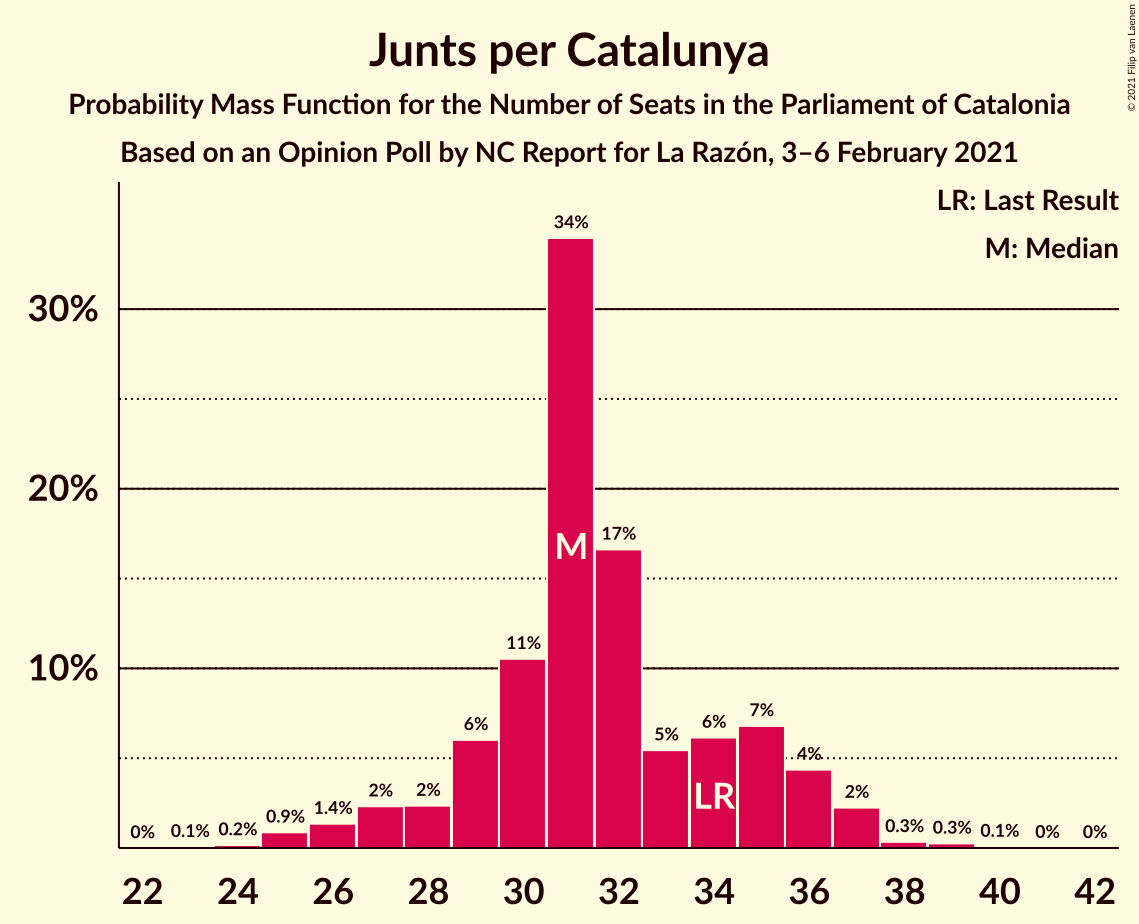 Junts per Catalunya
Probability Mass Function for the Number of Seats in the Parliament of Catalonia
Based on an Opinion Poll by NC Report for La Razón, 3–6 February 2021
© 2021 Filip van Laenen
LR: Last Result
M: Median
30%
20%
10%
0%
0.1%
0.2%
0.9%
1.4%
2%
2%
6%
11%
34%
17%
5%
6%
7%
4%
2%
0.3%
0.3%
0.1%
0%
0%
M
LR
22 24 26 28 30 32 34 36 38 40 42